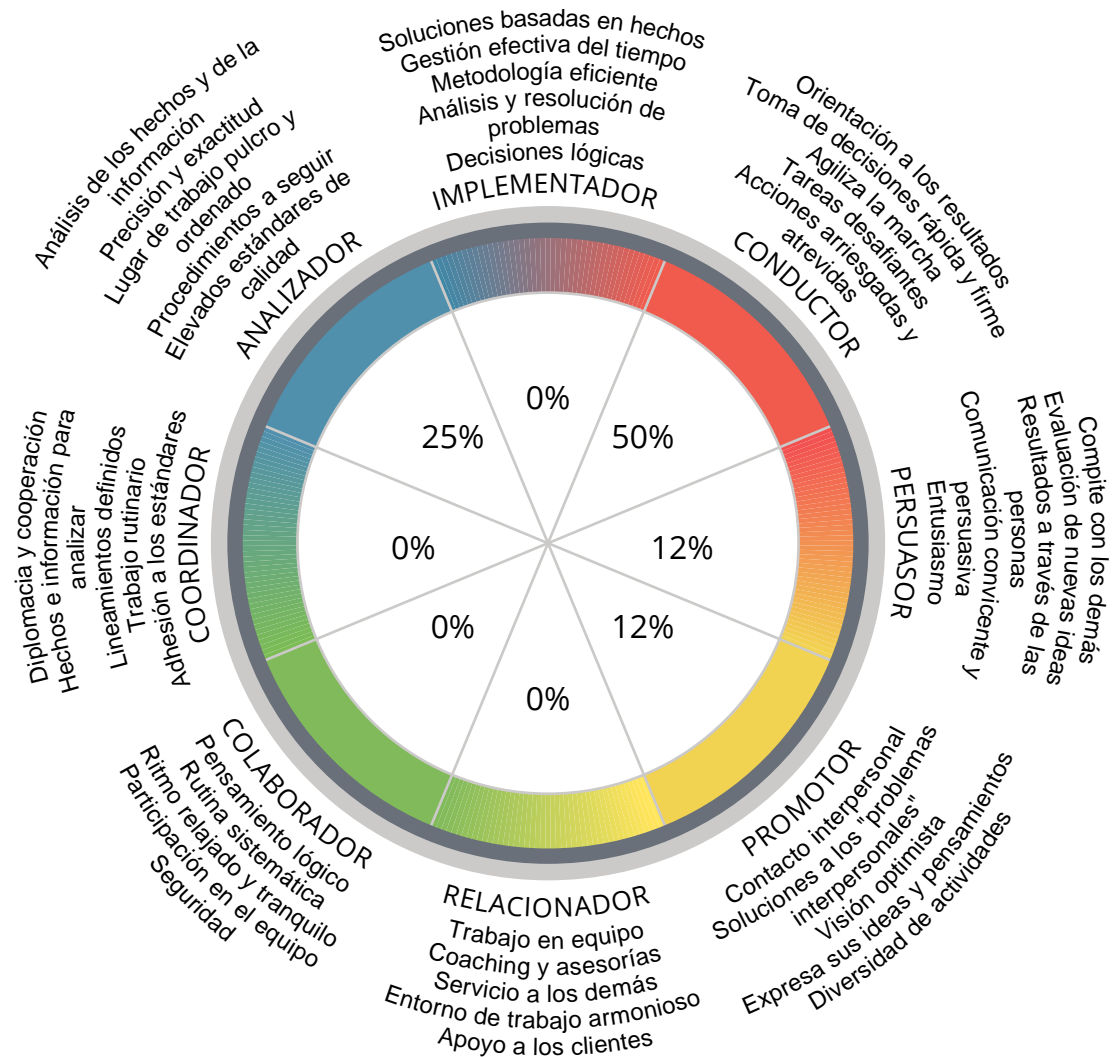 Soluciones basadas en hechos
Gestión efectiva del tiempo
Metodología eficiente
Análisis y resolución de
problemas
Decisiones lógicas
IMPLEMENTADOR
Orientación a los resultados
Toma de decisiones rápida y firme
Agiliza la marcha
Tareas desafiantes
Acciones arriesgadas y
atrevidas
CONDUCTOR
Compite con los demás
Evaluación de nuevas ideas
Resultados a través de las
personas
Comunicación convicente y
persuasiva
Entusiasmo
PERSUASOR
PROMOTOR
Contacto interpersonal
Soluciones a los "problemas
interpersonales"
Visión optimista
Expresa sus ideas y pensamientos
Diversidad de actividades
RELACIONADOR
Trabajo en equipo
Coaching y asesorías
Servicio a los demás
Entorno de trabajo armonioso
Apoyo a los clientes
COLABORADOR
Pensamiento lógico
Rutina sistemática
Ritmo relajado y tranquilo
Participación en el equipo
Seguridad
Diplomacia y cooperación
Hechos e información para
analizar
Lineamientos definidos
Trabajo rutinario
Adhesión a los estándares
COORDINADOR
Análisis de los hechos y de la
información
Precisión y exactitud
Lugar de trabajo pulcro y
ordenado
Procedimientos a seguir
Elevados estándares de
calidad
ANALIZADOR
0%
50%
12%
12%
0%
0%
0%
25%